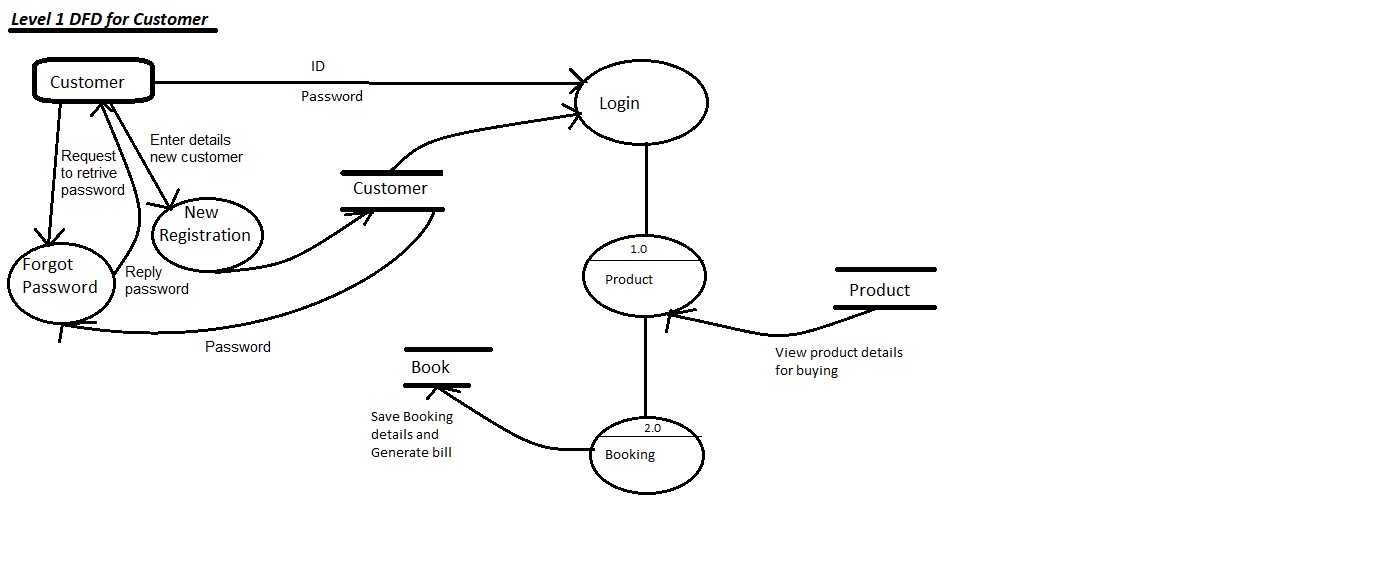 Level 1 DFD for Customer
Customer
ID
Password
Login
Enter details
new customer
Request
to retrive
password
Customer
New
Registration
Forgot
Password
Reply
password
Password
1.0
Product
Product
View product details
for buying
Book
Save Booking
details and
Generate bill
2.0
Booking